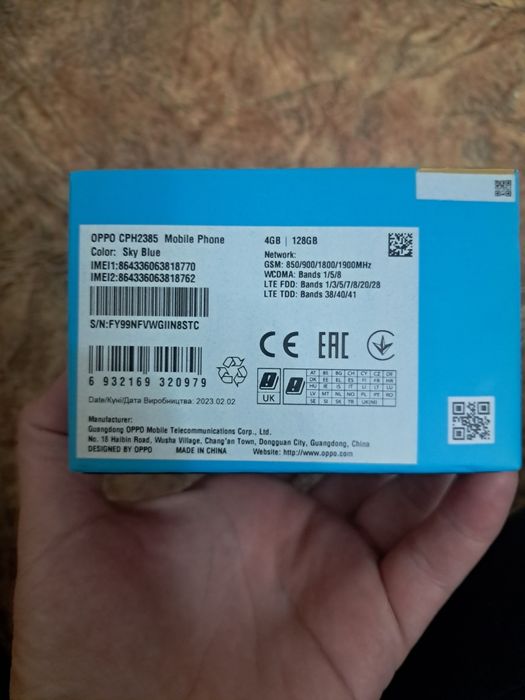 OPPO CPH2385 Mobile Phone
Color: Sky Blue
IMEI1:864336063818770
IMEI2:864336063818762
S/N:FY99NFVWGIIN8STC
4GB | 128GB
Network:
GSM: 850/900/1800/1900MHz
WCDMA: Bands 1/5/8
LTE FDD: Bands 1/3/5/7/8/20/28
LTE TDD: Bands 38/40/41
CE EAC
6 932169 320979
UK
AT BE BG CH CY CZ DE
DK EE EL ES FI FR HR
HU IE IS IT LI LT LU
LV MT NL NO PL PT RO
SE SI SK TR UK(NI)
Date/Күні/Дата Виробництва: 2023.02.02
Manufacturer:
Guangdong OPPO Mobile Telecommunications Corp., Ltd.
No. 18 Haibin Road, Wusha Village, Chang'an Town, Dongguan City, Guangdong, China
DESIGNED BY OPPO MADE IN CHINA Website: http://www.oppo.com